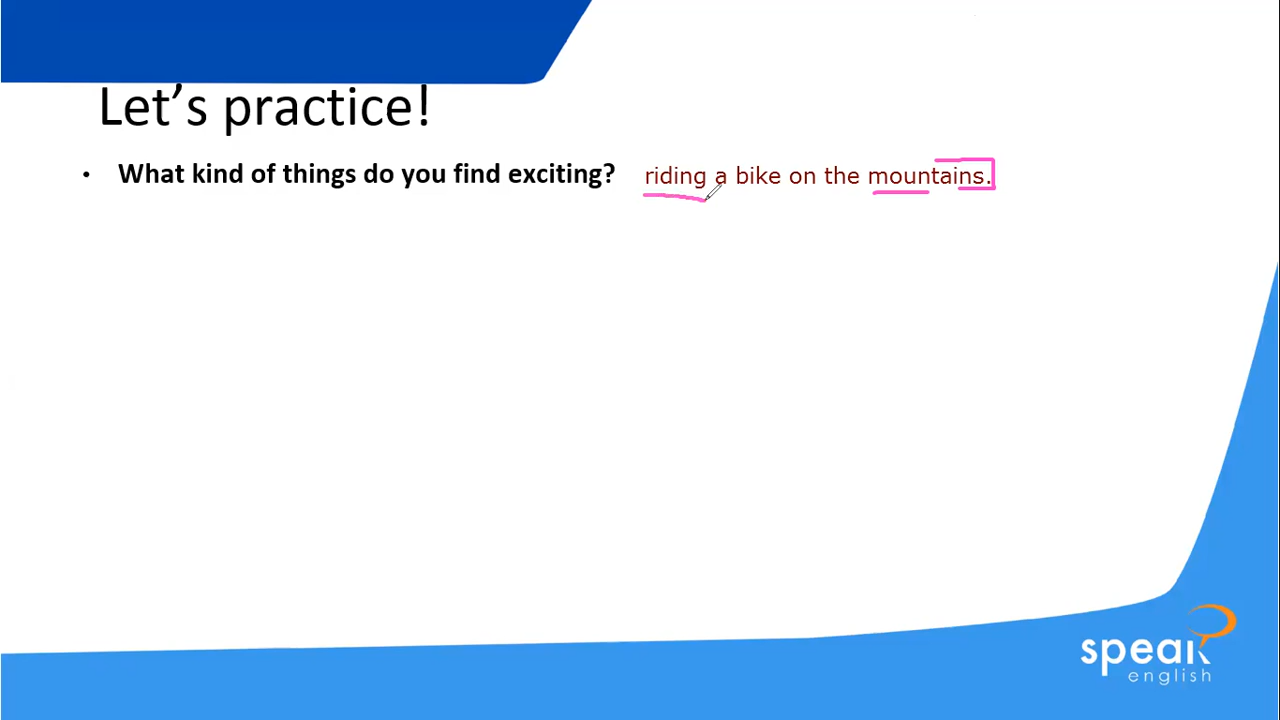 Let's practice!
• What kind of things do you find exciting? riding a bike on the mountains.
speak
english